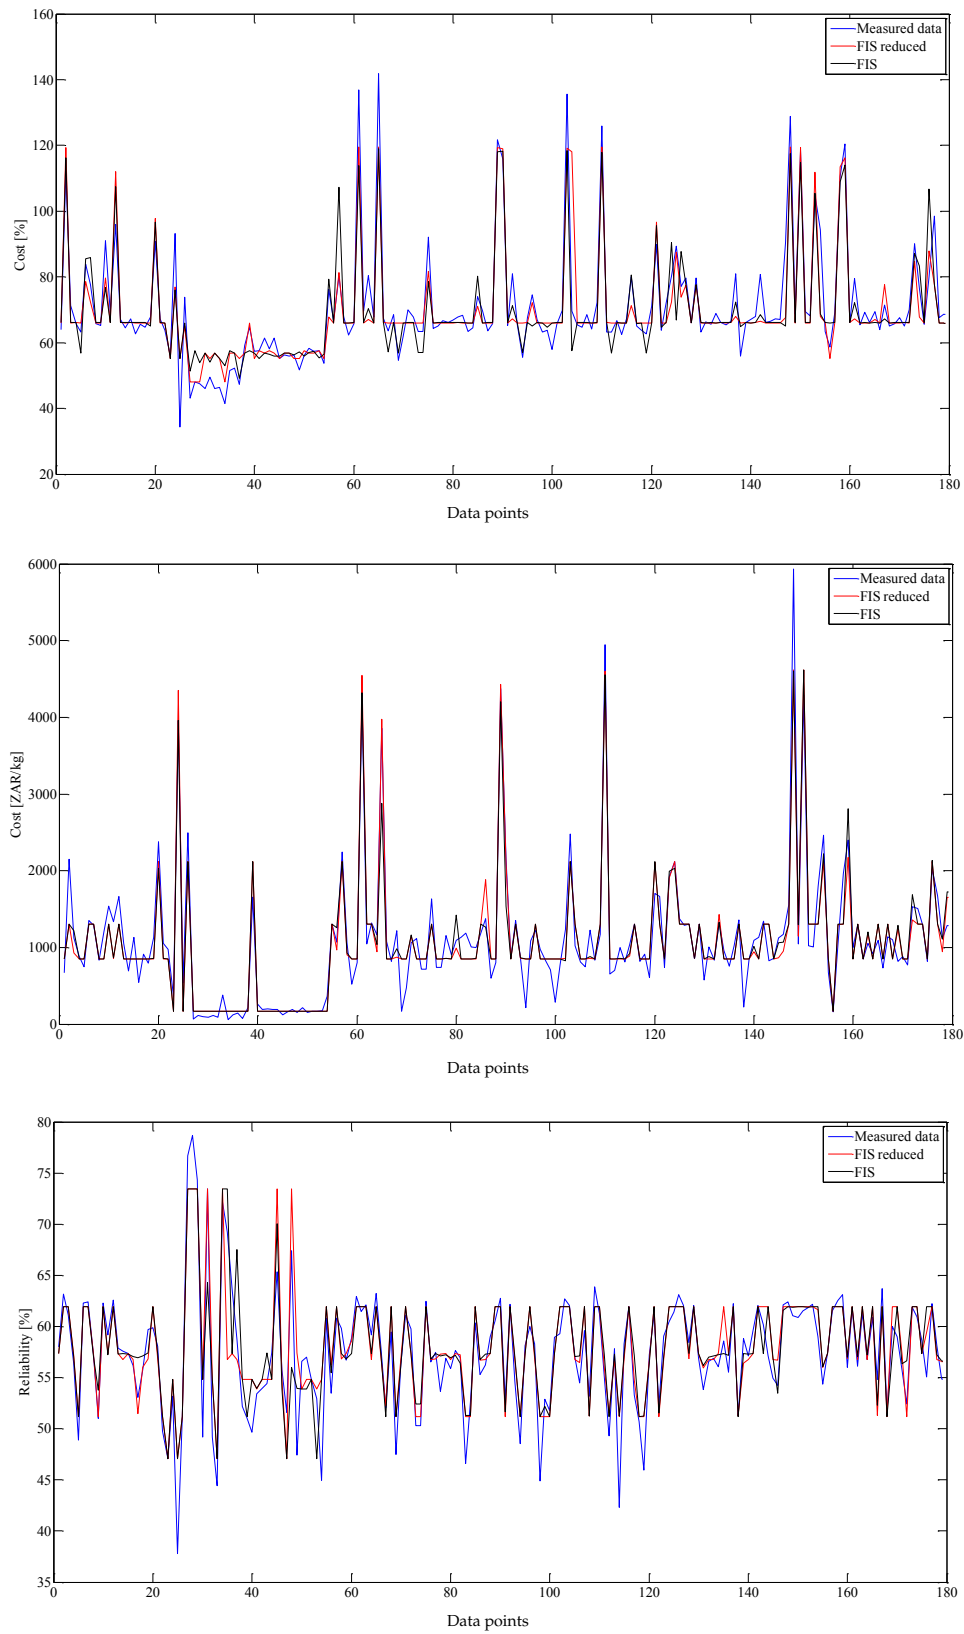 160
140
120
100
80
60
40
20
Cost [%]
Measured data
FIS reduced
FIS
0 20 40 60 80 100 120 140 160 180
Data points
6000
5000
4000
3000
2000
1000
0
Cost [ZAR/kg]
Measured data
FIS reduced
FIS
0 20 40 60 80 100 120 140 160 180
Data points
80
75
70
65
60
55
50
45
40
35
Reliability [%]
Measured data
FIS reduced
FIS
0 20 40 60 80 100 120 140 160 180
Data points